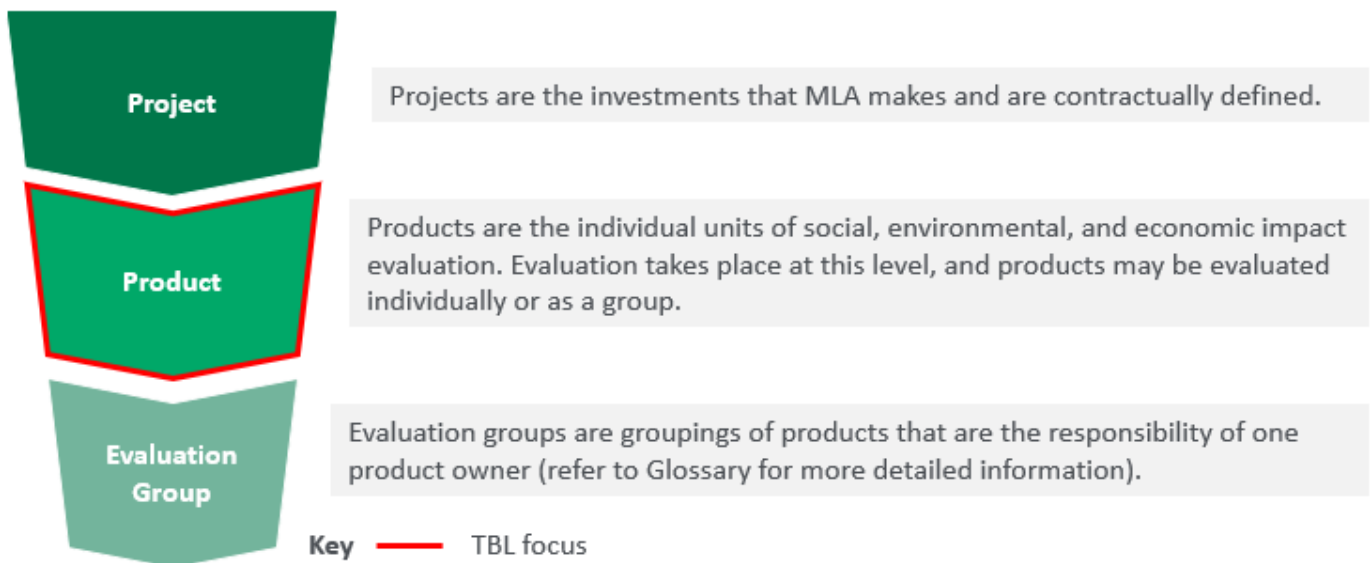 Project
Projects are the investments that MLA makes and are contractually defined.
Product
Products are the individual units of social, environmental, and economic impact
evaluation. Evaluation takes place at this level, and products may be evaluated
individually or as a group.
Evaluation
Group
Evaluation groups are groupings of products that are the responsibility of one
product owner (refer to Glossary for more detailed information).
Key TBL focus